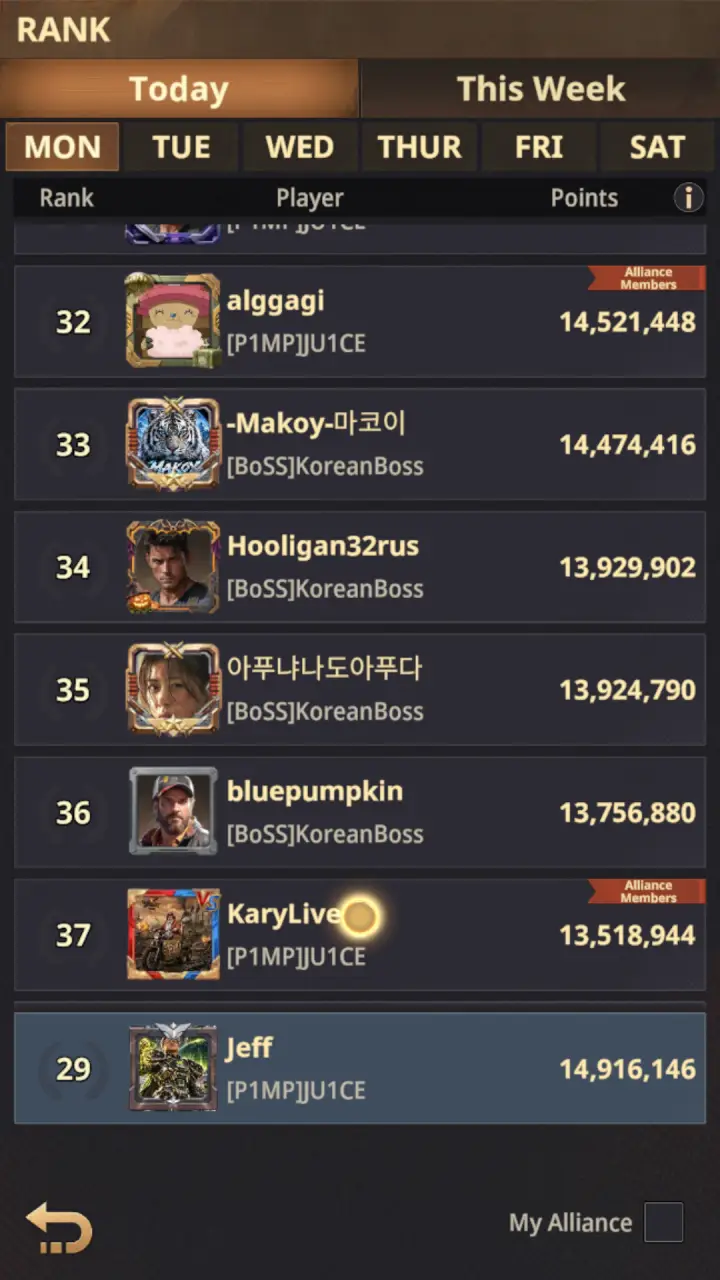 RANK
Today
This Week
MON
TUE
WED
THUR
FRI
SAT
Rank
Player
Points
Alliance
Members
32
alggagi
[P1MP]JU1CE
14,521,448
33
-Makoy-마코이
[BoSS]KoreanBoss
14,474,416
MAKOY
34
Hooligan32rus
[BoSS]KoreanBoss
13,929,902
35
아푸냐나도아푸다
[BoSS]KoreanBoss
13,924,790
36
bluepumpkin
[BoSS]KoreanBoss
13,756,880
Alliance
Members
37
KaryLive
[P1MP]JU1CE
13,518,944
29
Jeff
[P1MP]JU1CE
14,916,146
My Alliance